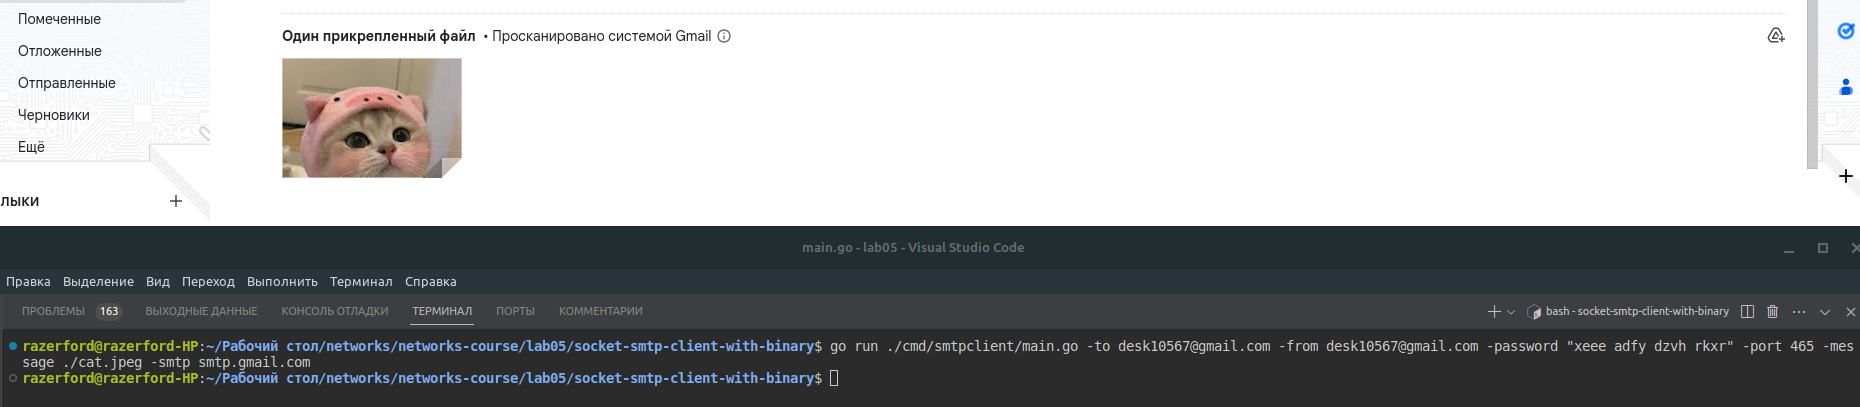 Помеченные
Отложенные
Отправленные
Черновики
Ещё
лыки
Один прикрепленный файл • Просканировано системой Gmail
main.go - lab05 - Visual Studio Code
Правка Выделение Вид Переход Выполнить Терминал Справка
ПРОБЛЕМЫ 163 ВЫХОДНЫЕ ДАННЫЕ КОНСОЛЬ ОТЛАДКИ ТЕРМИНАЛ ПОРТЫ КОММЕНТАРИИ
bash - socket-smtp-client-with-binary
razerford@razerford-HP:~/Рабочий стол/networks/networks-course/lab05/socket-smtp-client-with-binary$ go run ./cmd/smtpclient/main.go -to desk10567@gmail.com -from desk10567@gmail.com -password "xeee adfy dzvh rkxr" -port 465 -mes
sage ./cat.jpeg -smtp smtp.gmail.com
razerford@razerford-HP:~/Рабочий стол/networks/networks-course/lab05/socket-smtp-client-with-binary$